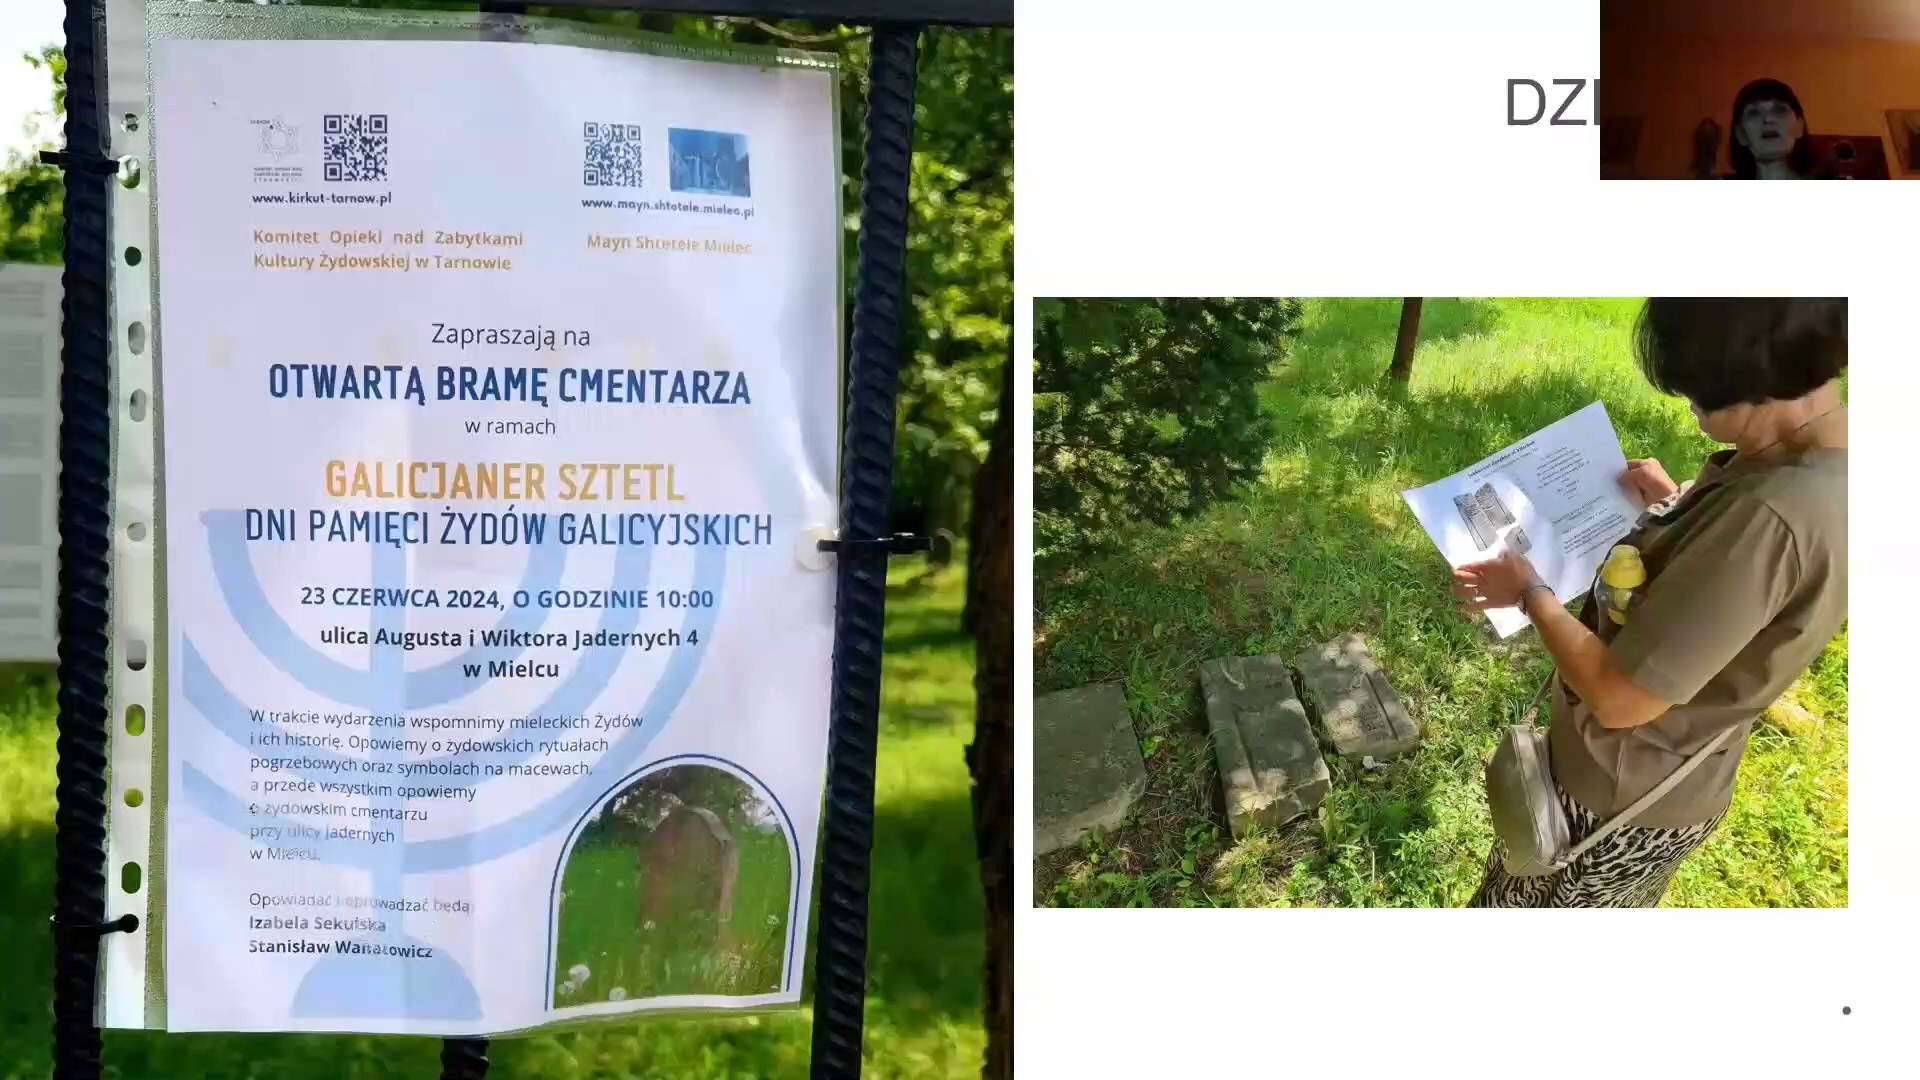 www.kirkut-tarnow.pl
www.mayn.shtetele.mielec.pl
Komitet Opieki nad Zabytkami
Kultury Żydowskiej w Tarnowie
Mayn Shtetele Mielec
Zapraszają na
OTWARTĄ BRAMĘ CMENTARZA
w ramach
GALICJANER SZTETL
DNI PAMIĘCI ŻYDÓW GALICYJSKICH
23 CZERWCA 2024, O GODZINIE 10:00
ulica Augusta i Wiktora Jadernych 4
w Mielcu
W trakcie wydarzenia wspomnimy mieleckich Żydów
i ich historię. Opowiemy o żydowskich rytuałach
pogrzebowych oraz symbolach na macewach,
a przede wszystkim opowiemy
o żydowskim cmentarzu
przy ulicy Jadernych
w Mielcu.
Opowiadać i oprowadzać będą:
Izabela Sekulska
Stanisław Wanatowicz
DZI